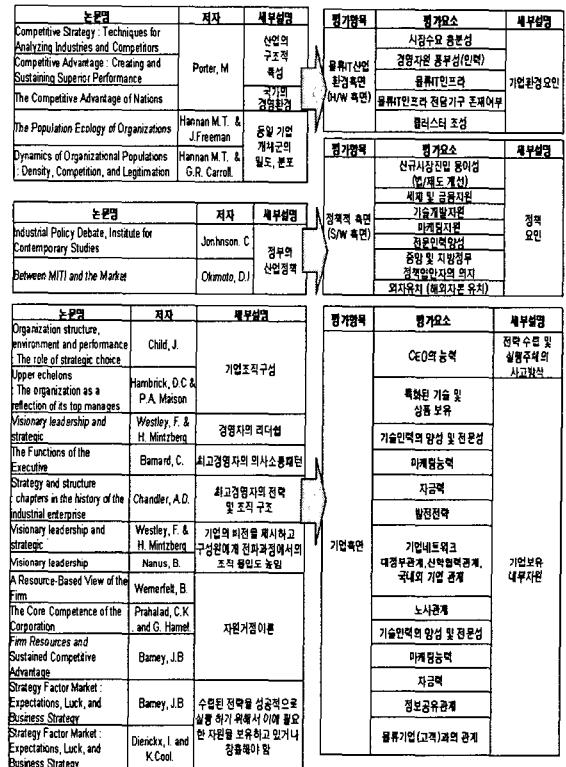 논문명 저자 세부설명
Competitive Strategy : Techniques for
Analyzing Industries and Competitors
Competitive Advantage : Creating and
Sustaining Superior Performance
The Competitive Advantage of Nations
Porter, M
산업의
구조적
특성
국가의
경영환경
The Population Ecology of Organizations
Hannan M.T. &
J.Freeman
Dynamics of Organizational Populations
: Density, Competition, and Legitimation
Hannan M.T. &
G.R. Carroll.
동일 기업
개체군의
밀도, 분포
평가항목 평가요소 세부설명
물류IT산업
환경측면
(H/W 측면)
시장수요 충분성
경영자원 풍부성(인력)
물류IT인프라
물류IT인프라 전담기구 존재여부
클러스터 조성
기업환경요인
논문명 저자 세부설명
Industrial Policy Debate, Institute for
Contemporary Studies
Jonhnson. C
Between MITI and the Market
Okimoto, D.I
정부의
산업정책
평가항목 평가요소 세부설명
정책적 측면
(S/W 측면)
신규시장진입 용이성
(법/제도 개선)
세제 및 금융지원
기술개발지원
마케팅지원
전문인력양성
중앙 및 지방정부
정책입안자의 의지
외자유치 (해외자본 유치)
정책
요인
논문명 저자 세부설명
Organization structure,
environment and performance
: The role of strategic choice
Child, J.
Upper echelons
: The organization as a
reflection of its top manages
Hambrick, D.C &
P.A. Maison
기업조직구성
Visionary leadership and
strategic
Westley, F. &
H. Mintzberg
경영자의 리더쉽
The Functions of the
Executive
Barnard, C.
최고경영자의 의사소통패턴
Strategy and structure
: chapters in the history of the
industrial enterprise
Chandler, A.D.
최고경영자의 전략
및 조직 구조
Visionary leadership and
strategic
Westley, F. &
H. Mintzberg
Visionary leadership
Nanus, B.
기업의 비전을 제시하고
구성원에게 전파과정에서의
조직 몰입도 높임
A Resource-Based View of the
Firm
Wernerfelt, B.
The Core Competence of the
Corporation
Prahalad, C.K
and G. Hamel.
Firm Resources and
Sustained Competitive
Advantage
Barney, J.B
자원거점이론
Strategy Factor Market :
Expectations, Luck, and
Business Strategy
Barney, J.B
Strategy Factor Market :
Expectations, Luck, and
Business Strategy
Dierickx, I. and
K.Cool.
수립된 전략을 성공적으로
실행 하기 위해서 이에 필요
한 자원을 보유하고 있거나
창출해야 함
평가항목 평가요소 세부설명
기업측면
CEO의 능력
전략 수립 및
실행주체의
사고방식
특화된 기술 및
상품 보유
기술인력의 양성 및 전문성
마케팅능력
자금력
발전전략
기업네트워크
대정부관계, 산학협력관계,
국내외 기업 관계
노사관계
기술인력의 양성 및 전문성
마케팅능력
자금력
정보공유관계
물류기업(고객)과의 관계
기업보유
내부자원